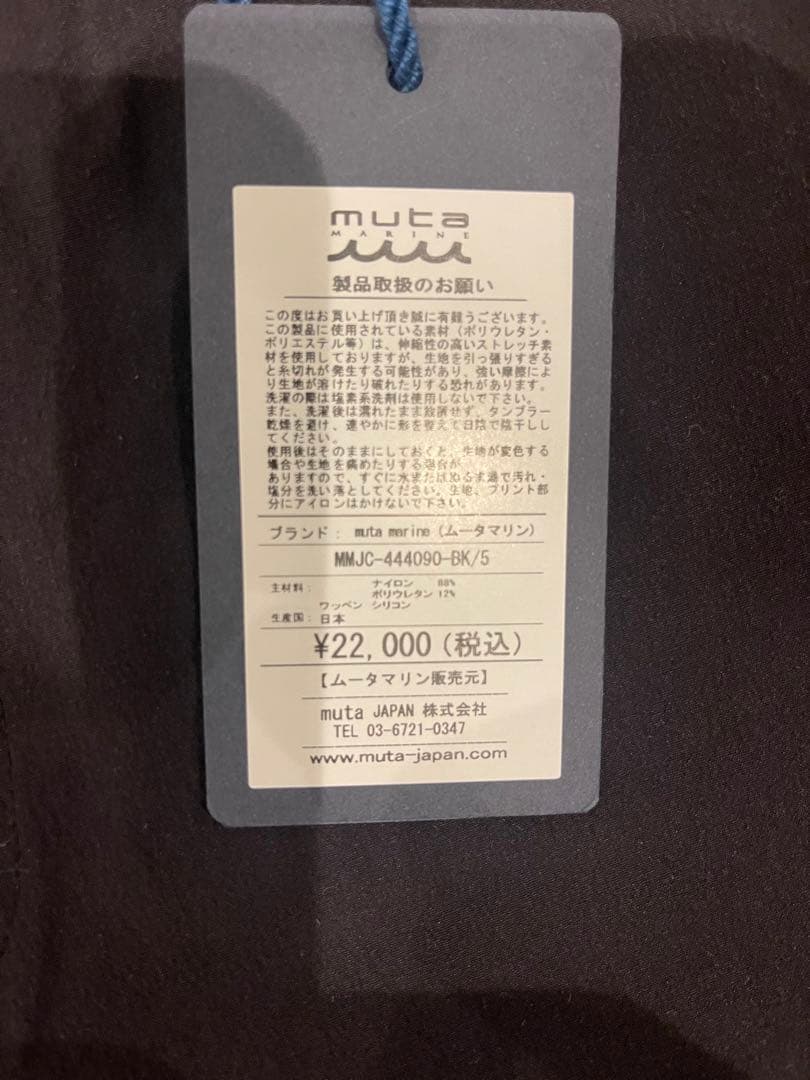 muta
MARINE
製品取扱のお願い
この度はお買い上げ頂き誠に有難うございます。
この製品に使用されている素材（ポリウレタン・
ポリエステル等）は、伸縮性の高いストレッチ素
材を使用しておりますが、生地を引っ張りすぎる
と糸切れが発生する可能性があり、強い摩擦によ
り生地が溶けたり破れたりする恐れがあります。
洗濯の際は塩素系洗剤は使用しないで下さい。
また、洗濯後は濡れたまま放置せず、タンブラー
乾燥を避け、速やかに形を整えて日陰で陰干しし
てください。
使用後はそのままにしておくと、生地が変色する
場合や生地を痛めたりする場合が
ありますので、すぐに水またはぬるま湯で汚れ・
塩分を洗い落としてください。生地、プリント部
分にアイロンはかけないで下さい。
ブランド： muta marine（ムータマリン）
MMJC-444090-BK/5
主材料： ナイロン 88%
ポリウレタン 12%
ワッペン シリコン
生産国： 日本
¥22,000（税込）
【ムータマリン販売元】
muta JAPAN 株式会社
TEL 03-6721-0347
www.muta-japan.com